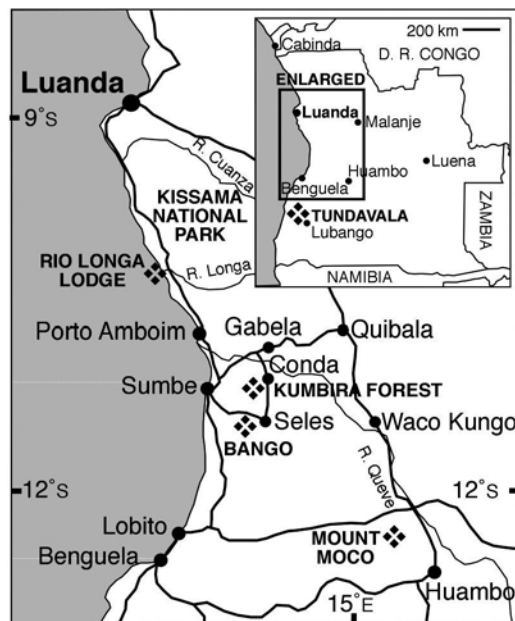 200 km
Cabinda
D. R. CONGO
ENLARGED
Luanda
Malanje
Luena
Huambo
Benguela
TUNDAVALA
Lubango
ZAMBIA
NAMIBIA
Luanda
9°S
R. Cuanza
KISSAMA
NATIONAL
PARK
RIO LONGA
LODGE
R. Longa
Porto Amboim
Gabela
Quibala
Conda
Sumbe
KUMBIRA FOREST
Seles
Waco Kungo
BANGO
R. Queve
12°S
12°S
Lobito
MOUNT
MOCO
Benguela
Huambo
15°E